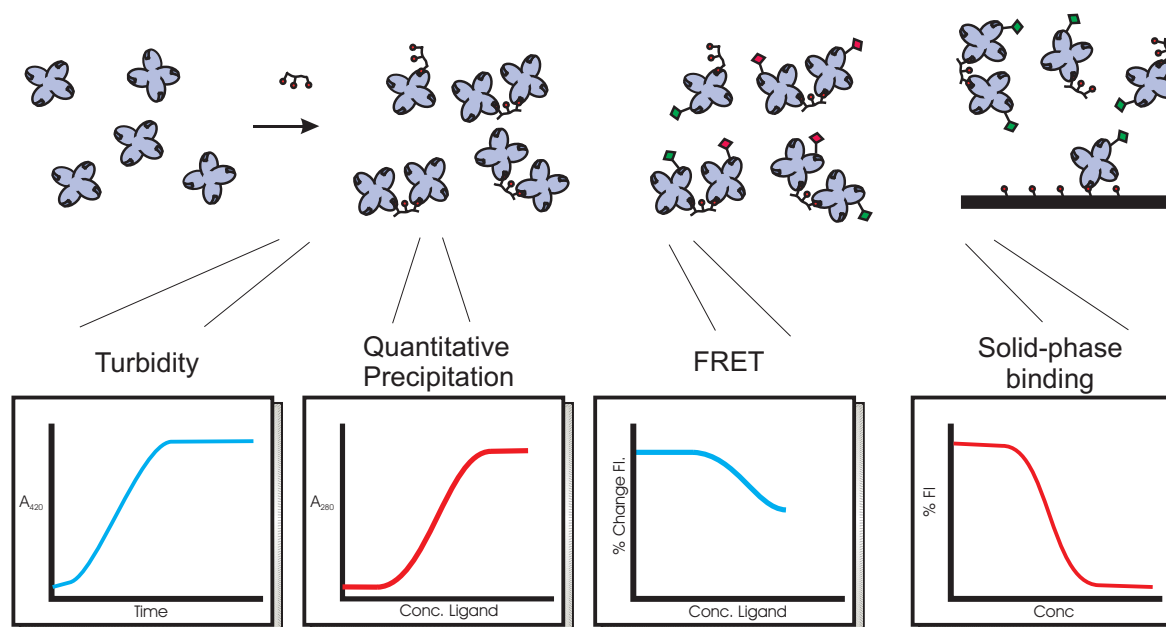 Turbidity
Quantitative
Precipitation
FRET
Solid-phase
binding
A420
Time
A280
Conc. Ligand
% Change Fl.
Conc. Ligand
% Fl
Conc